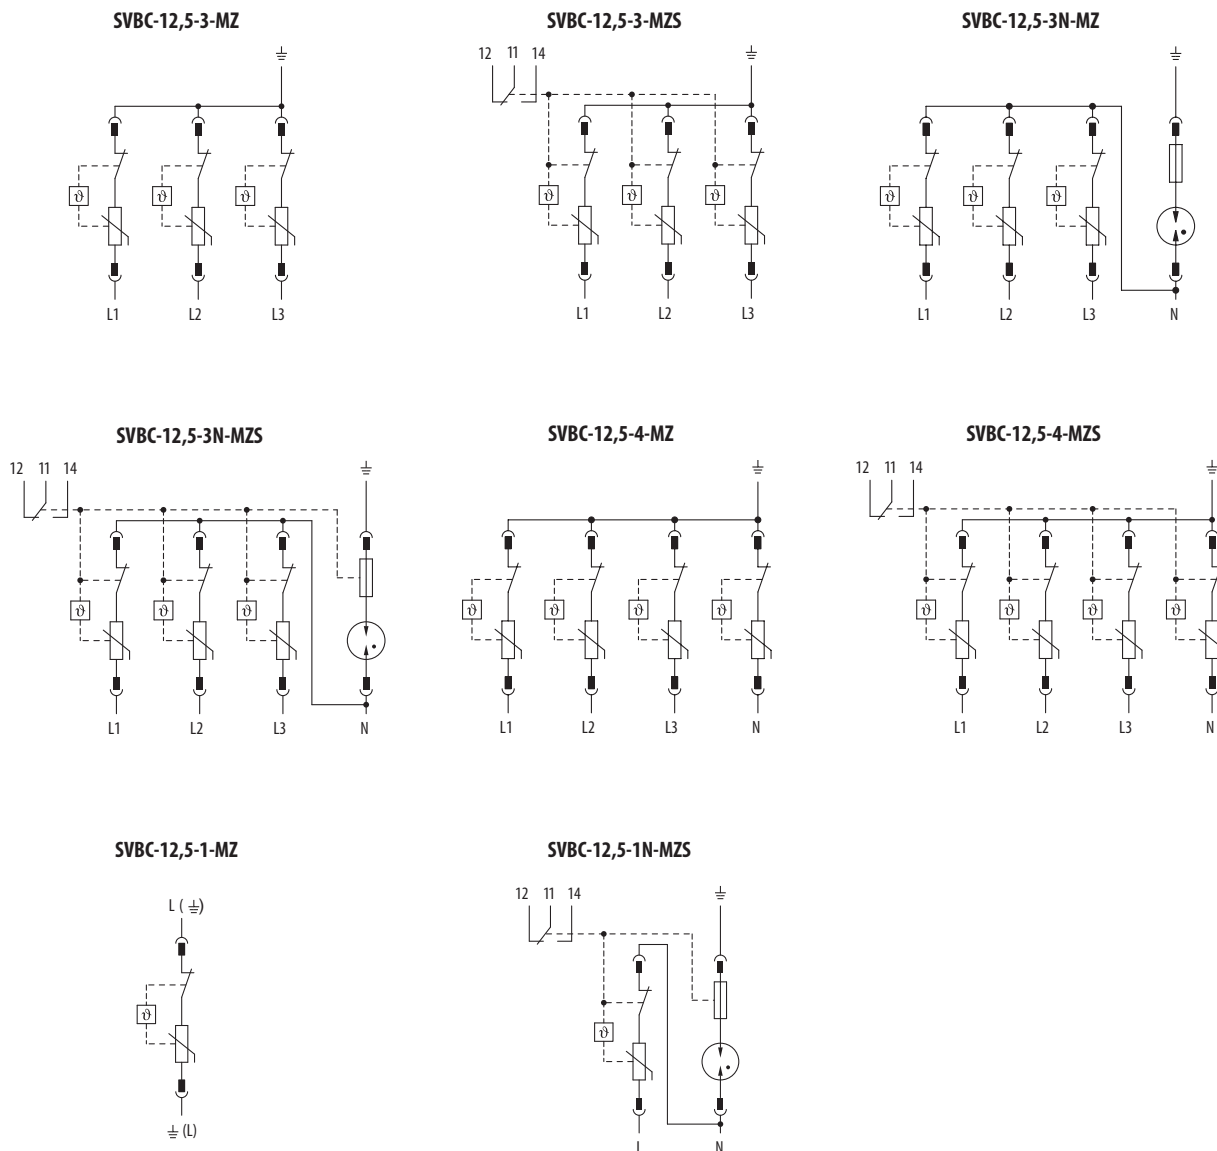 SVBC-12,5-3-MZ
ϑ ϑ ϑ
L1 L2 L3
SVBC-12,5-3-MZS
12 11 14
ϑ ϑ ϑ
L1 L2 L3
SVBC-12,5-3N-MZ
ϑ ϑ ϑ
L1 L2 L3 N
SVBC-12,5-3N-MZS
12 11 14
ϑ ϑ ϑ
L1 L2 L3 N
SVBC-12,5-4-MZ
ϑ ϑ ϑ ϑ
L1 L2 L3 N
SVBC-12,5-4-MZS
12 11 14
ϑ ϑ ϑ ϑ
L1 L2 L3 N
SVBC-12,5-1-MZ
L (⏚)
ϑ
⏚ (L)
SVBC-12,5-1N-MZS
12 11 14
ϑ
L N